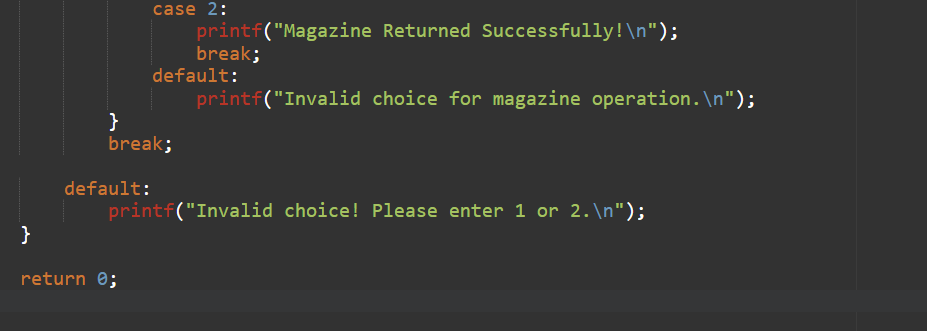 case 2:
printf("Magazine Returned Successfully!\n");
break;
default:
printf("Invalid choice for magazine operation.\n");
}
break;
default:
printf("Invalid choice! Please enter 1 or 2.\n");
}
return 0;